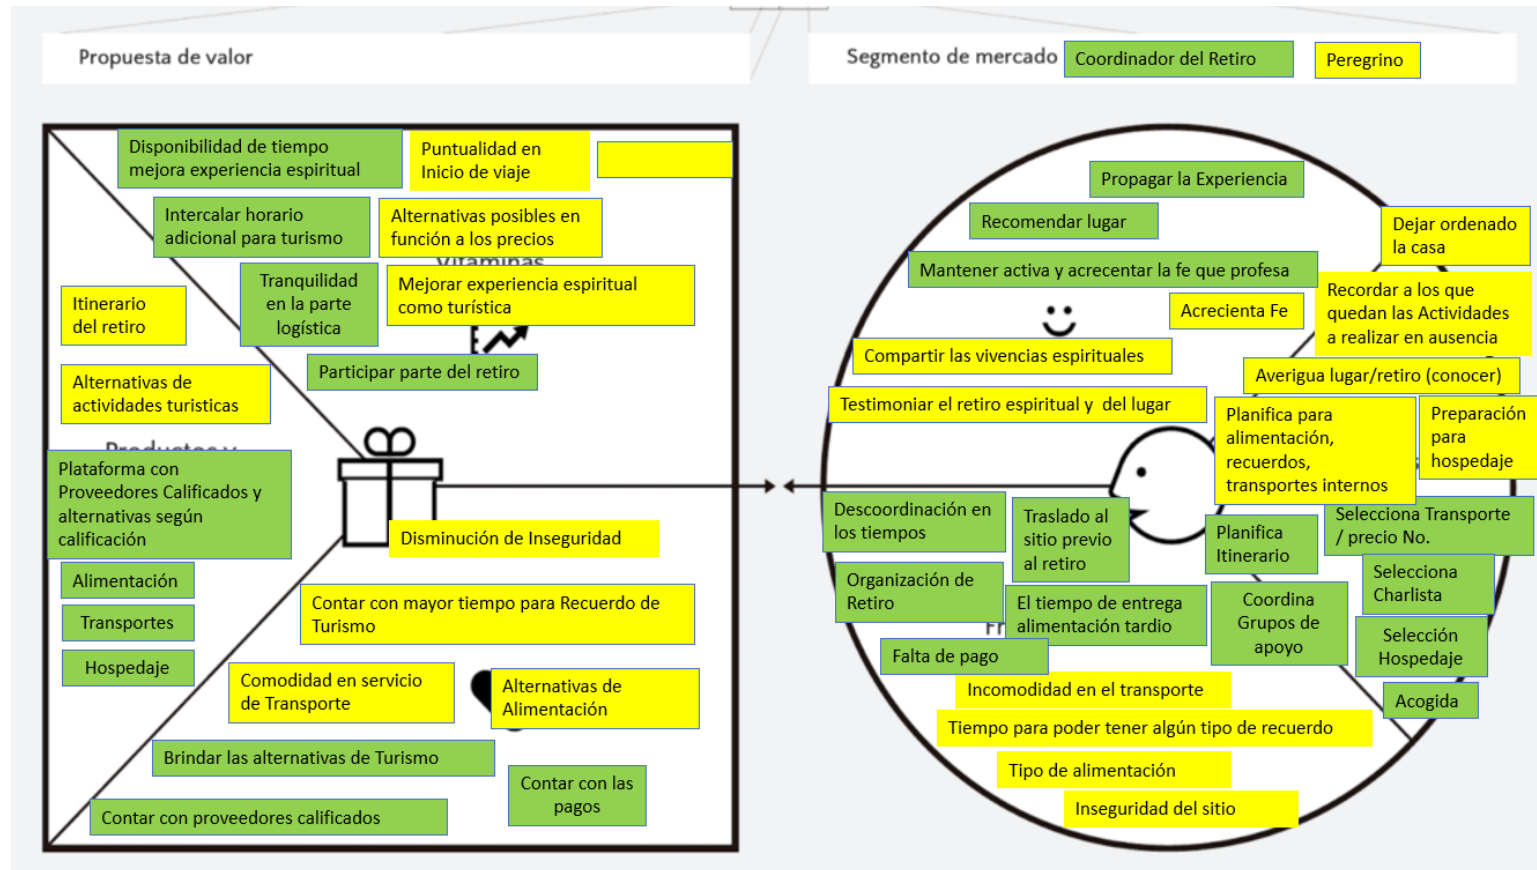 Propuesta de valor
Segmento de mercado
Coordinador del Retiro
Peregrino
Disponibilidad de tiempo
mejora experiencia espiritual
Puntualidad en
Inicio de viaje
Intercalar horario
adicional para turismo
Alternativas posibles en
función a los precios
Vitaminas
Tranquilidad
en la parte
logística
Mejorar experiencia espiritual
como turística
Itinerario
del retiro
Participar parte del retiro
Alternativas de
actividades turisticas
Productos y
Plataforma con
Proveedores Calificados y
alternativas según
calificación
Alimentación
Transportes
Hospedaje
Disminución de Inseguridad
Contar con mayor tiempo para Recuerdo de
Turismo
Comodidad en servicio
de Transporte
Alternativas de
Alimentación
Brindar las alternativas de Turismo
Contar con las
pagos
Contar con proveedores calificados
Propagar la Experiencia
Recomendar lugar
Dejar ordenado
la casa
Mantener activa y acrecentar la fe que profesa
Acrecienta Fe
Recordar a los que
quedan las Actividades
a realizar en ausencia
Compartir las vivencias espirituales
Averigua lugar/retiro (conocer)
Testimoniar el retiro espiritual y del lugar
Planifica para
alimentación,
recuerdos,
transportes internos
Preparación
para
hospedaje
Descoordinación en
los tiempos
Traslado al
sitio previo
al retiro
Planifica
Itinerario
Selecciona Transporte
/ precio No.
Organización de
Retiro
El tiempo de entrega
alimentación tardio
Coordina
Grupos de
apoyo
Selecciona
Charlista
Selección
Hospedaje
Falta de pago
Acogida
Incomodidad en el transporte
Tiempo para poder tener algún tipo de recuerdo
Tipo de alimentación
Inseguridad del sitio